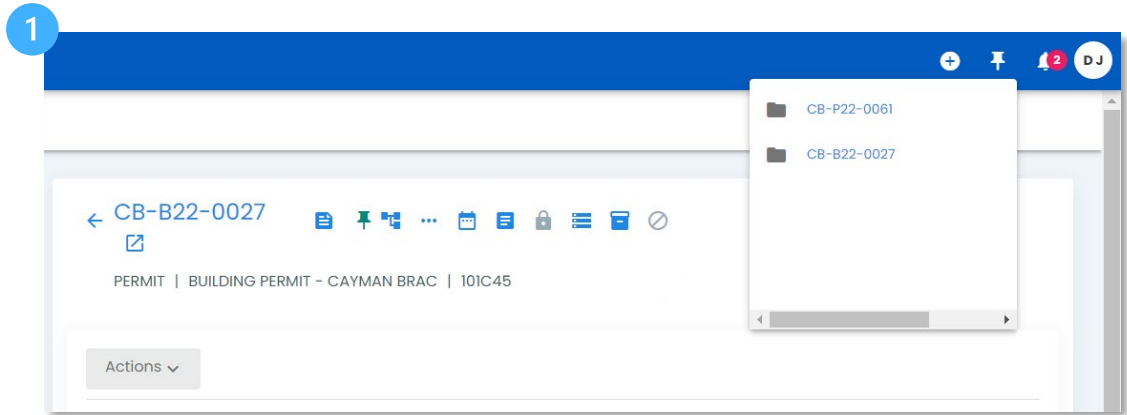 1
2
DJ
CB-P22-0061
CB-B22-0027
CB-B22-0027
PERMIT | BUILDING PERMIT - CAYMAN BRAC | 101C45
Actions